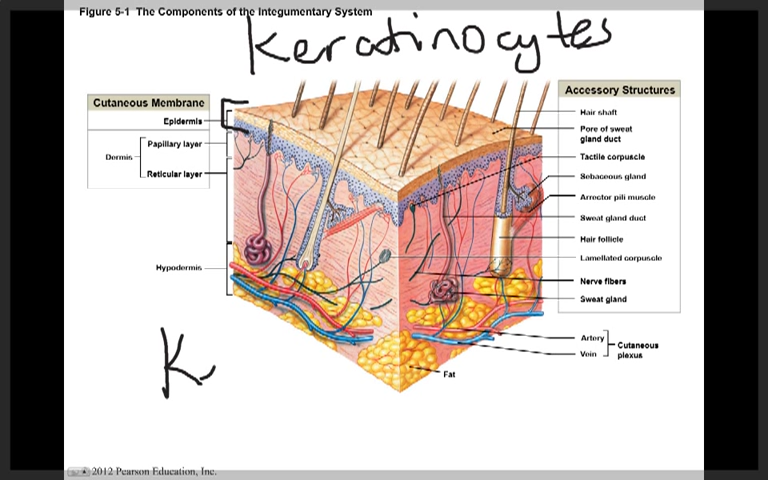 Figure 5-1 The Components of the Integumentary System
Keratinocytes
Cutaneous Membrane
Epidermis
Papillary layer
Dermis
Reticular layer
Hypodermis
Accessory Structures
Hair shaft
Pore of sweat
gland duct
Tactile corpuscle
Sebaceous gland
Arrector pili muscle
Sweat gland duct
Hair follicle
Lamellated corpuscle
Nerve fibers
Sweat gland
Artery
Vein
Cutaneous
plexus
Fat
K
2012 Pearson Education, Inc.